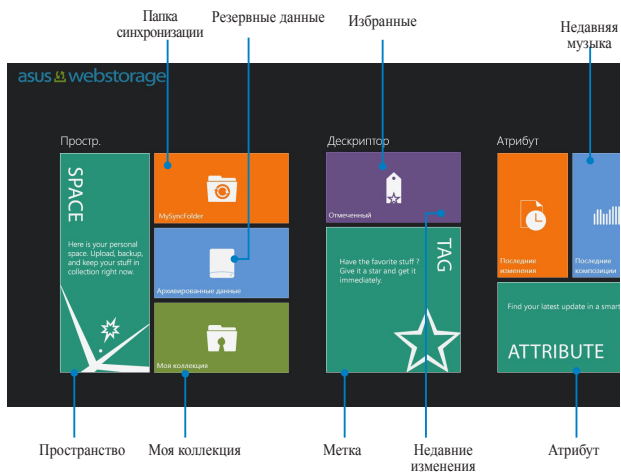 Папка
синхронизации
Резервные данные
Избранные
Недавняя
музыка
asus webstorage
Простр.
Дескриптор
Атрибут
SPACE
Here is your personal
space. Upload, backup,
and keep your stuff in
collection right now.
MySyncFolder
Архивированные данные
Моя коллекция
Отмеченный
Have the favorite stuff ?
Give it a star and get it
immediately.
TAG
Последние
изменения
Последние
композиции
Find your latest update in a smart
ATTRIBUTE
Пространство
Моя коллекция
Метка
Недавние
изменения
Атрибут